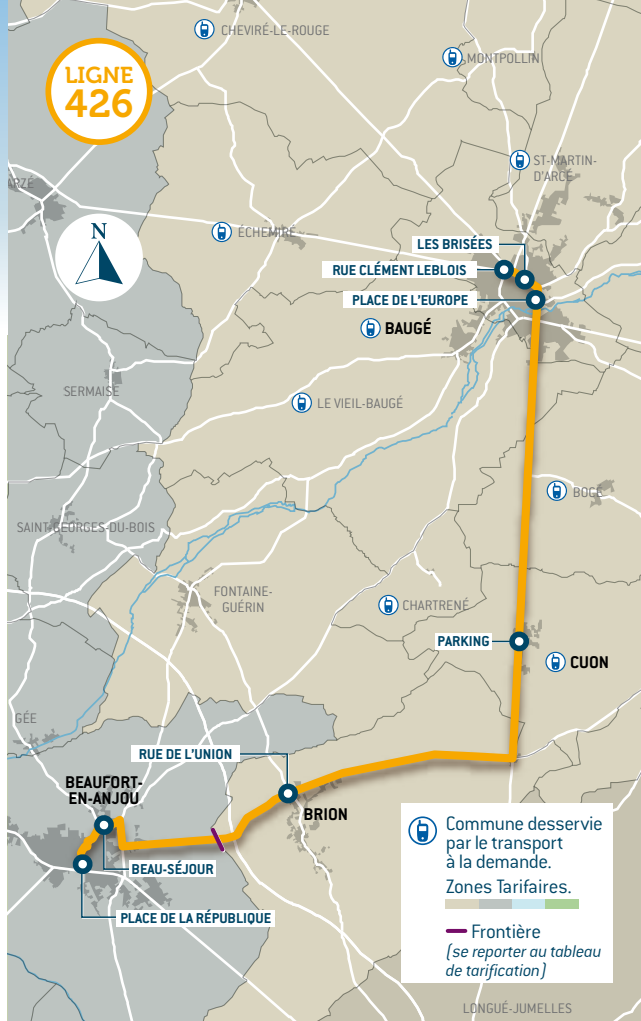 CHEVIRÉ-LE-ROUGE
LIGNE
426
MONTPOLLIN
ST-MARTIN-
D'ARCÉ
ARZÉ
N
ÉCHEMIRÉ
LES BRISÉES
RUE CLÉMENT LEBLOIS
PLACE DE L'EUROPE
BAUGÉ
SERMAISE
LE VIEIL-BAUGÉ
BOCÉ
SAINT-GEORGES-DU-BOIS
FONTAINE-
GUÉRIN
CHARTRENÉ
PARKING
CUON
GÉE
RUE DE L'UNION
BEAUFORT-
EN-ANJOU
BRION
BEAU-SÉJOUR
PLACE DE LA RÉPUBLIQUE
Commune desservie
par le transport
à la demande.
Zones Tarifaires.
Frontière
(se reporter au tableau
de tarification)
LONGUÉ-JUMELLES